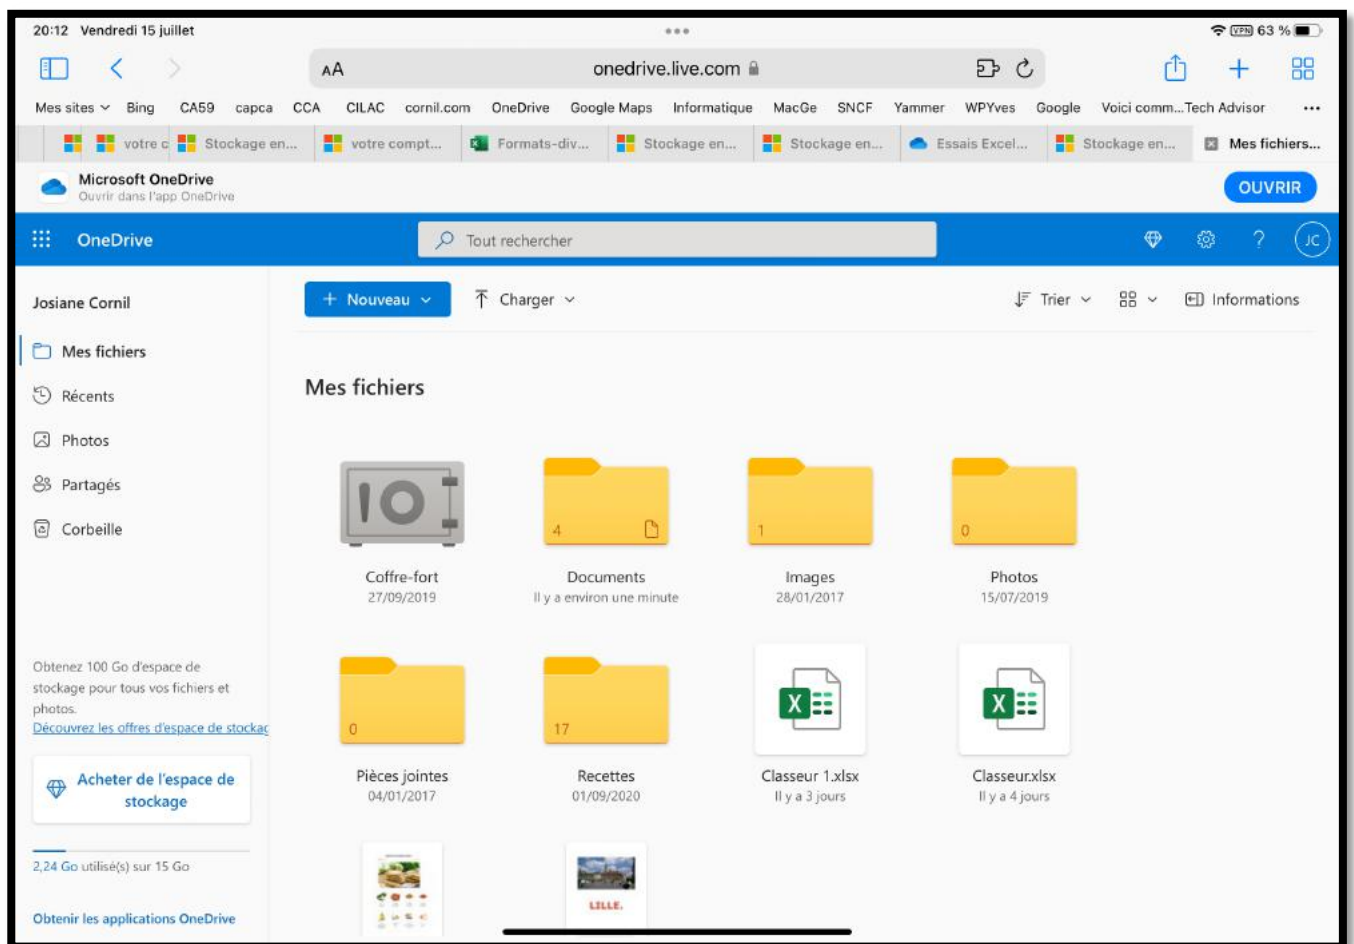 20:12 Vendredi 15 juillet
VPN 63 %
AA onedrive.live.com
Mes sites Bing CA59 capca CCA CILAC cornil.com OneDrive Google Maps Informatique MacGe SNCF Yammer WPYves Google Voici comm...Tech Advisor
votre c Stockage en... votre compt... Formats-div... Stockage en... Stockage en... Essais Excel... Stockage en... Mes fichiers...
Microsoft OneDrive
Ouvrir dans l'app OneDrive
OUVRIR
OneDrive
Tout rechercher
JC
Josiane Cornil
Nouveau
Charger
Trier
Informations
Mes fichiers
Récents
Photos
Partagés
Corbeille
Mes fichiers
4
1
0
Coffre-fort
27/09/2019
Documents
Il y a environ une minute
Images
28/01/2017
Photos
15/07/2019
0
17
Pièces jointes
04/01/2017
Recettes
01/09/2020
Classeur 1.xlsx
Il y a 3 jours
Classeur.xlsx
Il y a 4 jours
LILLE.
Obtenez 100 Go d'espace de
stockage pour tous vos fichiers et
photos.
Découvrez les offres d'espace de stockag
Acheter de l'espace de
stockage
2,24 Go utilisé(s) sur 15 Go
Obtenir les applications OneDrive